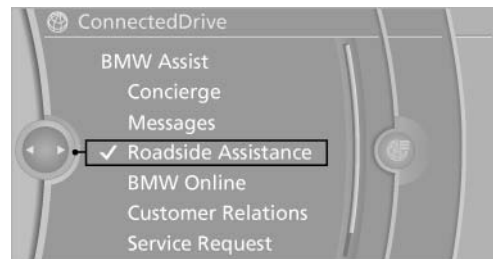 ConnectedDrive
BMW Assist
Concierge
Messages
✓ Roadside Assistance
BMW Online
Customer Relations
Service Request